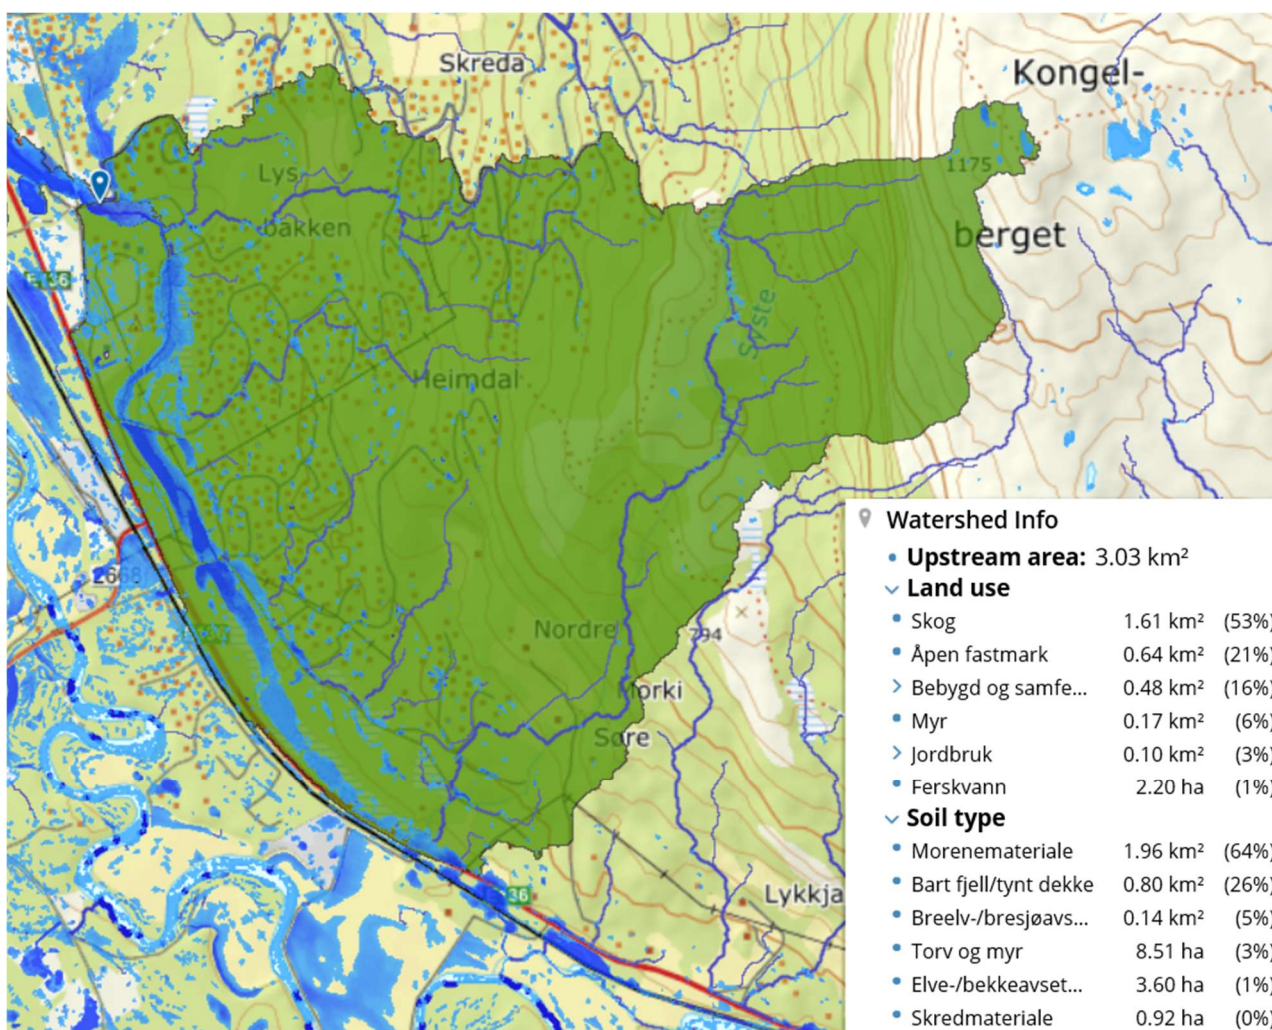 Skreda
Kongel-
1175
Lys-
bakken
berget
E136
Heimdal
2668
Nordre
794
Mørki
Søre
Lykkja
Watershed Info
Upstream area: 3.03 km²
Land use
Skog 1.61 km² (53%)
Åpen fastmark 0.64 km² (21%)
Bebygd og samfe... 0.48 km² (16%)
Myr 0.17 km² (6%)
Jordbruk 0.10 km² (3%)
Ferskvann 2.20 ha (1%)
Soil type
Morenemateriale 1.96 km² (64%)
Bart fjell/tynt dekke 0.80 km² (26%)
Breelv-/bresjøavs... 0.14 km² (5%)
Torv og myr 8.51 ha (3%)
Elve-/bekkeavset... 3.60 ha (1%)
Skredmateriale 0.92 ha (0%)